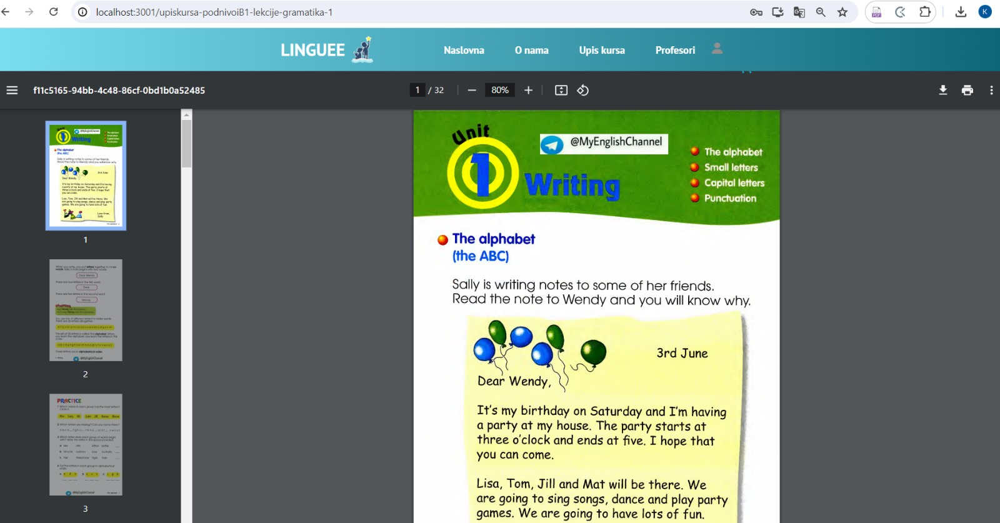 localhost:3001/upiskursa-podnivoiB1-lekcije-gramatika-1
K
LINGUEE
Naslovna
O nama
Upis kursa
Profesori
f11c5165-94bb-4c48-86cf-0bd1b0a52485
1 / 32
80%
Unit
1
Writing
@MyEnglishChannel
The alphabet
Small letters
Capital letters
Punctuation
The alphabet
(the ABC)
Sally is writing notes to some of her friends.
Read the note to Wendy and you will know why.
3rd June
Dear Wendy,
It's my birthday on Saturday and I'm having
a party at my house. The party starts at
three o'clock and ends at five. I hope that
you can come.
Lisa, Tom, Jill and Mat will be there. We
are going to sing songs, dance and play party
games. We are going to have lots of fun.
1
2
PRACTICE
3